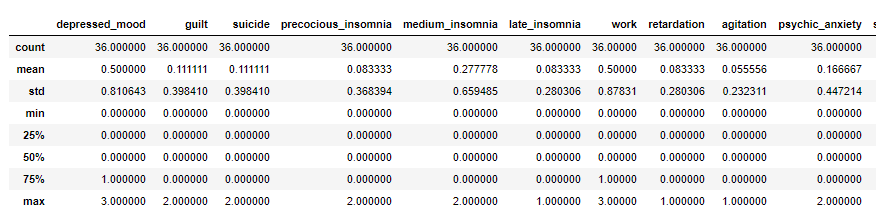 depressed_mood guilt suicide precocious_insomnia medium_insomnia late_insomnia work retardation agitation psychic_anxiety
count 36.000000 36.000000 36.000000 36.000000 36.000000 36.000000 36.00000 36.000000 36.000000 36.000000
mean 0.500000 0.111111 0.111111 0.083333 0.277778 0.083333 0.50000 0.083333 0.055556 0.166667
std 0.810643 0.398410 0.398410 0.368394 0.659485 0.280306 0.87831 0.280306 0.232311 0.447214
min 0.000000 0.000000 0.000000 0.000000 0.000000 0.000000 0.00000 0.000000 0.000000 0.000000
25% 0.000000 0.000000 0.000000 0.000000 0.000000 0.000000 0.00000 0.000000 0.000000 0.000000
50% 0.000000 0.000000 0.000000 0.000000 0.000000 0.000000 0.00000 0.000000 0.000000 0.000000
75% 1.000000 0.000000 0.000000 0.000000 0.000000 0.000000 1.00000 0.000000 0.000000 0.000000
max 3.000000 2.000000 2.000000 2.000000 2.000000 1.000000 3.00000 1.000000 1.000000 2.000000